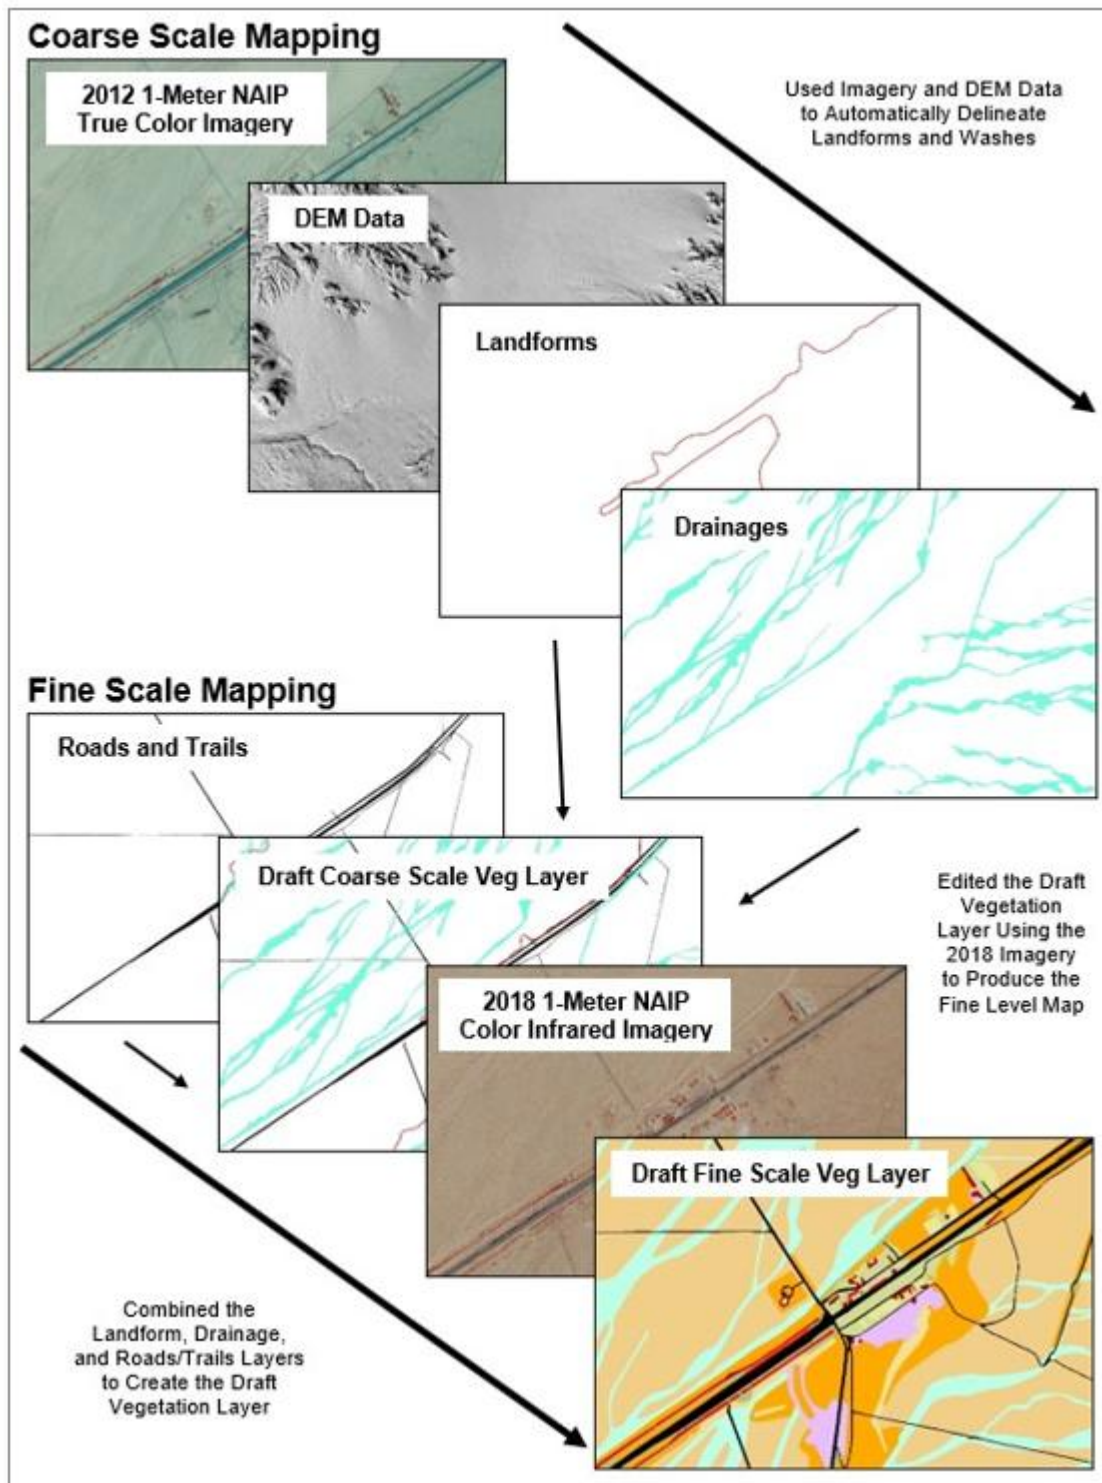 Coarse Scale Mapping
2012 1-Meter NAIP
True Color Imagery
Used Imagery and DEM Data
to Automatically Delineate
Landforms and Washes
DEM Data
Landforms
Drainages
Fine Scale Mapping
Roads and Trails
Draft Coarse Scale Veg Layer
Edited the Draft
Vegetation
Layer Using the
2018 Imagery
to Produce the
Fine Level Map
2018 1-Meter NAIP
Color Infrared Imagery
Draft Fine Scale Veg Layer
Combined the
Landform, Drainage,
and Roads/Trails Layers
to Create the Draft
Vegetation Layer